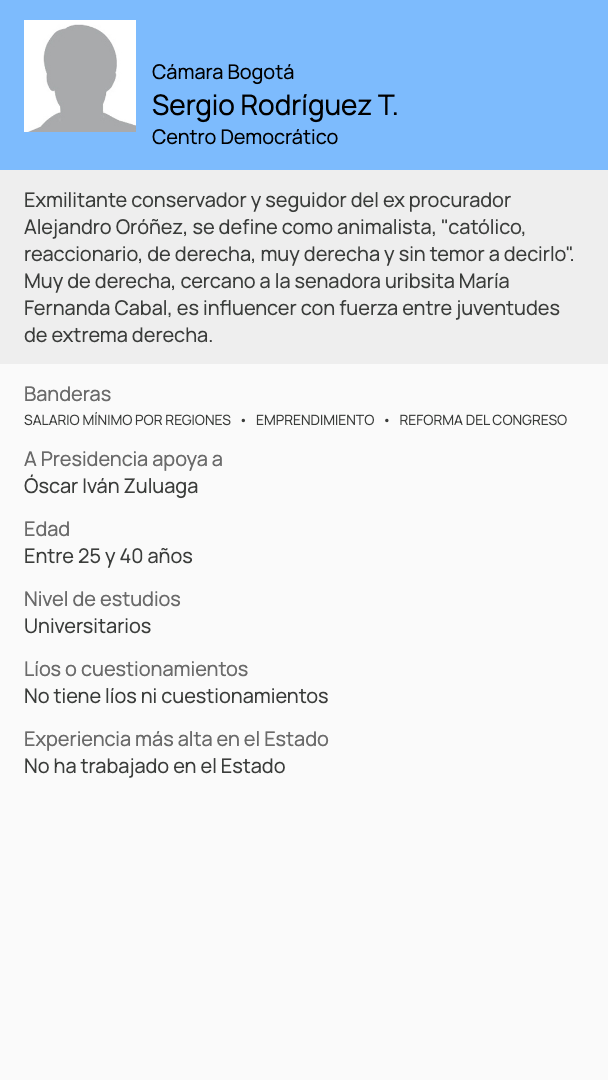 Cámara Bogotá
Sergio Rodríguez T.
Centro Democrático
Exmilitante conservador y seguidor del ex procurador
Alejandro Oróñez, se define como animalista, "católico,
reaccionario, de derecha, muy derecha y sin temor a decirlo".
Muy de derecha, cercano a la senadora uribsita María
Fernanda Cabal, es influencer con fuerza entre juventudes
de extrema derecha.
Banderas
SALARIO MÍNIMO POR REGIONES • EMPRENDIMIENTO • REFORMA DEL CONGRESO
A Presidencia apoya a
Óscar Iván Zuluaga
Edad
Entre 25 y 40 años
Nivel de estudios
Universitarios
Líos o cuestionamientos
No tiene líos ni cuestionamientos
Experiencia más alta en el Estado
No ha trabajado en el Estado